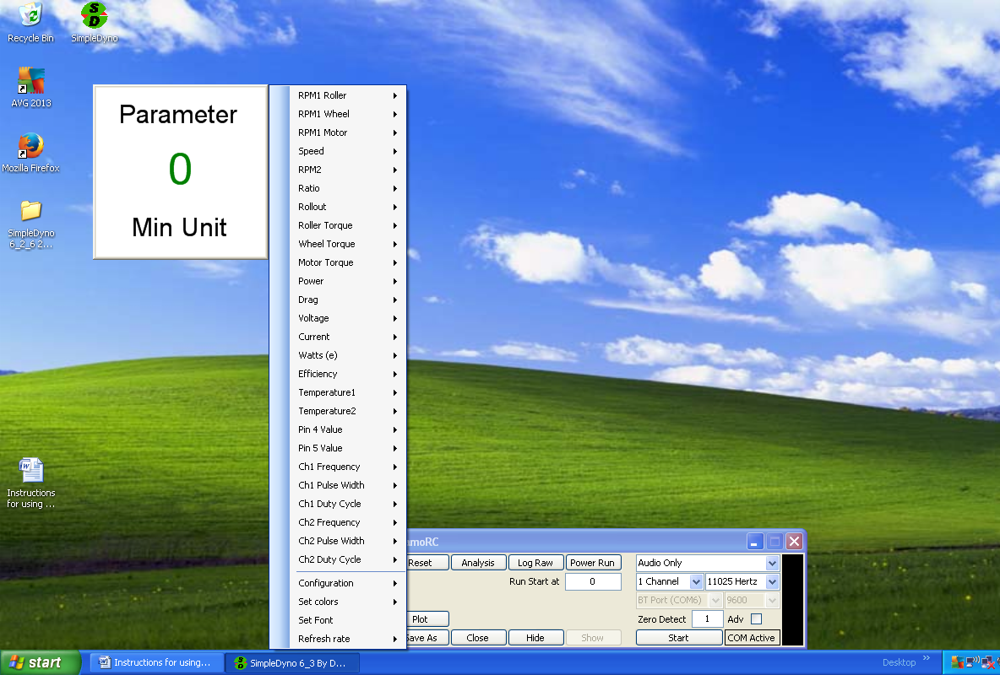 SD
Recycle Bin
SimpleDyno
AVG 2013
Mozilla Firefox
SimpleDyno
6_2_6 2...
Instructions
for using ...
Parameter
0
Min Unit
RPM1 Roller
RPM1 Wheel
RPM1 Motor
Speed
RPM2
Ratio
Rollout
Roller Torque
Wheel Torque
Motor Torque
Power
Drag
Voltage
Current
Watts (e)
Efficiency
Temperature1
Temperature2
Pin 4 Value
Pin 5 Value
Ch1 Frequency
Ch1 Pulse Width
Ch1 Duty Cycle
Ch2 Frequency
Ch2 Pulse Width
Ch2 Duty Cycle
Configuration
Set colors
Set Font
Refresh rate
amoRC
Reset Analysis Log Raw Power Run
Run Start at 0
Plot
Save As Close Hide Show
Audio Only
1 Channel 11025 Hertz
BT Port (COM6) 9600
Zero Detect 1 Adv
Start COM Active
start
Instructions for using...
SimpleDyno 6_3 By D...
Desktop »